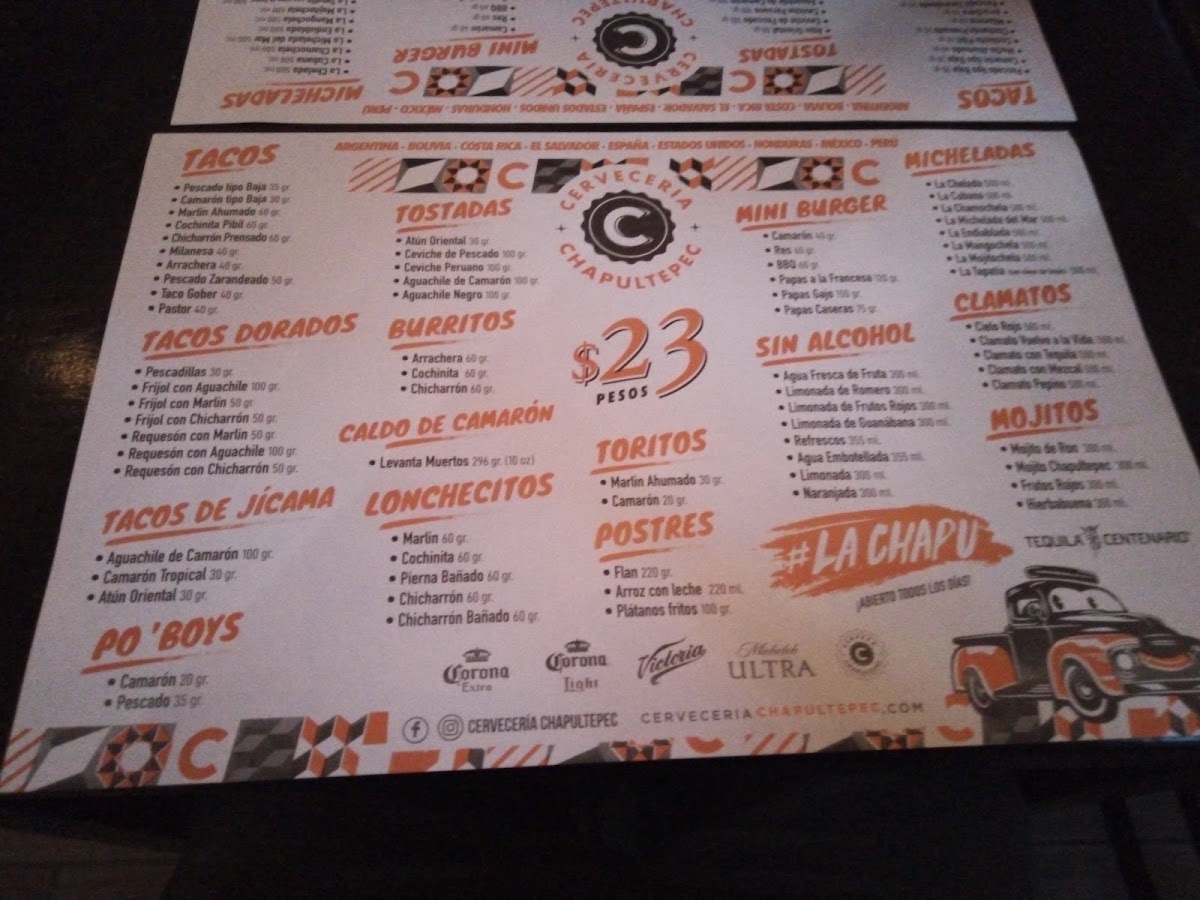 ARGENTINA - BOLIVIA - COSTA RICA - EL SALVADOR - ESPAÑA - ESTADOS UNIDOS - HONDURAS - MÉXICO - PERÚ
TACOS
• Pescado tipo Baja 35 gr.
• Camarón tipo Baja 30 gr.
• Marlin Ahumado 60 gr.
• Cochinita Pibil 60 gr.
• Chicharrón Prensado 60 gr.
• Milanesa 40 gr.
• Arrachera 40 gr.
• Pescado Zarandeado 50 gr.
• Taco Gober 40 gr.
• Pastor 40 gr.
TACOS DORADOS
• Pescadillas 30 gr.
• Frijol con Aguachile 100 gr.
• Frijol con Marlin 50 gr.
• Frijol con Chicharrón 50 gr.
• Requesón con Marlin 50 gr.
• Requesón con Aguachile 100 gr.
• Requesón con Chicharrón 50 gr.
TACOS DE JÍCAMA
• Aguachile de Camarón 100 gr.
• Camarón Tropical 30 gr.
• Atún Oriental 30 gr.
PO 'BOYS
• Camarón 20 gr.
• Pescado 35 gr.
TOSTADAS
• Atún Oriental 30 gr.
• Ceviche de Pescado 100 gr.
• Ceviche Peruano 100 gr.
• Aguachile de Camarón 100 gr.
• Aguachile Negro 100 gr.
BURRITOS
• Arrachera 60 gr.
• Cochinita 60 gr.
• Chicharrón 60 gr.
CALDO DE CAMARÓN
• Levanta Muertos 296 gr. (10 oz)
LONCHECITOS
• Marlin 60 gr.
• Cochinita 60 gr.
• Pierna Bañado 60 gr.
• Chicharrón 60 gr.
• Chicharrón Bañado 60 gr.
CERVECERIA
C
CHAPULTEPEC
$23
PESOS
TORITOS
• Marlin Ahumado 30 gr.
• Camarón 20 gr.
POSTRES
• Flan 220 gr.
• Arroz con leche 220 ml.
• Plátanos fritos 100 gr.
MINI BURGER
• Camarón 40 gr.
• Res 60 gr.
• BBQ 60 gr.
• Papas a la Francesa
• Papas Gajo
• Papas Caseras 75 gr.
SIN ALCOHOL
• Agua Fresca de Fruta 300 ml.
• Limonada de Romero 300 ml.
• Limonada de Frutos Rojos 300 ml.
• Limonada de Guanábana 300 ml.
• Refrescos 355 ml.
• Agua Embotellada 355 ml.
• Limonada 300 ml.
• Naranjada 300 ml.
MICHELADAS
• La Chelada 500 ml.
• La Cubana 500 ml.
• La Chamochela 500 ml.
• La Michelada del Mar 500 ml.
• La Endiablada 500 ml.
• La Mangochela 500 ml.
• La Mojitochela 500 ml.
• La Tapatía 500 ml.
CLAMATOS
• Cielo Rojo 500 ml.
• Clamato Vuelve a la Vida 500 ml.
• Clamato con Tequila 500 ml.
• Clamato con Mezcal 500 ml.
• Clamato Pepino 500 ml.
MOJITOS
• Mojito de Ron 300 ml.
• Mojito Chapultepec 300 ml.
• Frutos Rojos 300 ml.
• Hierbabuena 300 ml.
#LA CHAPU
¡ABIERTO TODOS LOS DÍAS!
TEQUILA CENTENARIO
Corona Extra
Corona Light
Victoria
Michelob ULTRA
CERVECERÍA CHAPULTEPEC
CERVECERIACHAPULTEPEC.COM
TACOS
TOSTADAS
MINI BURGER
MICHELADAS
CERVECERIA
CHAPULTEPEC